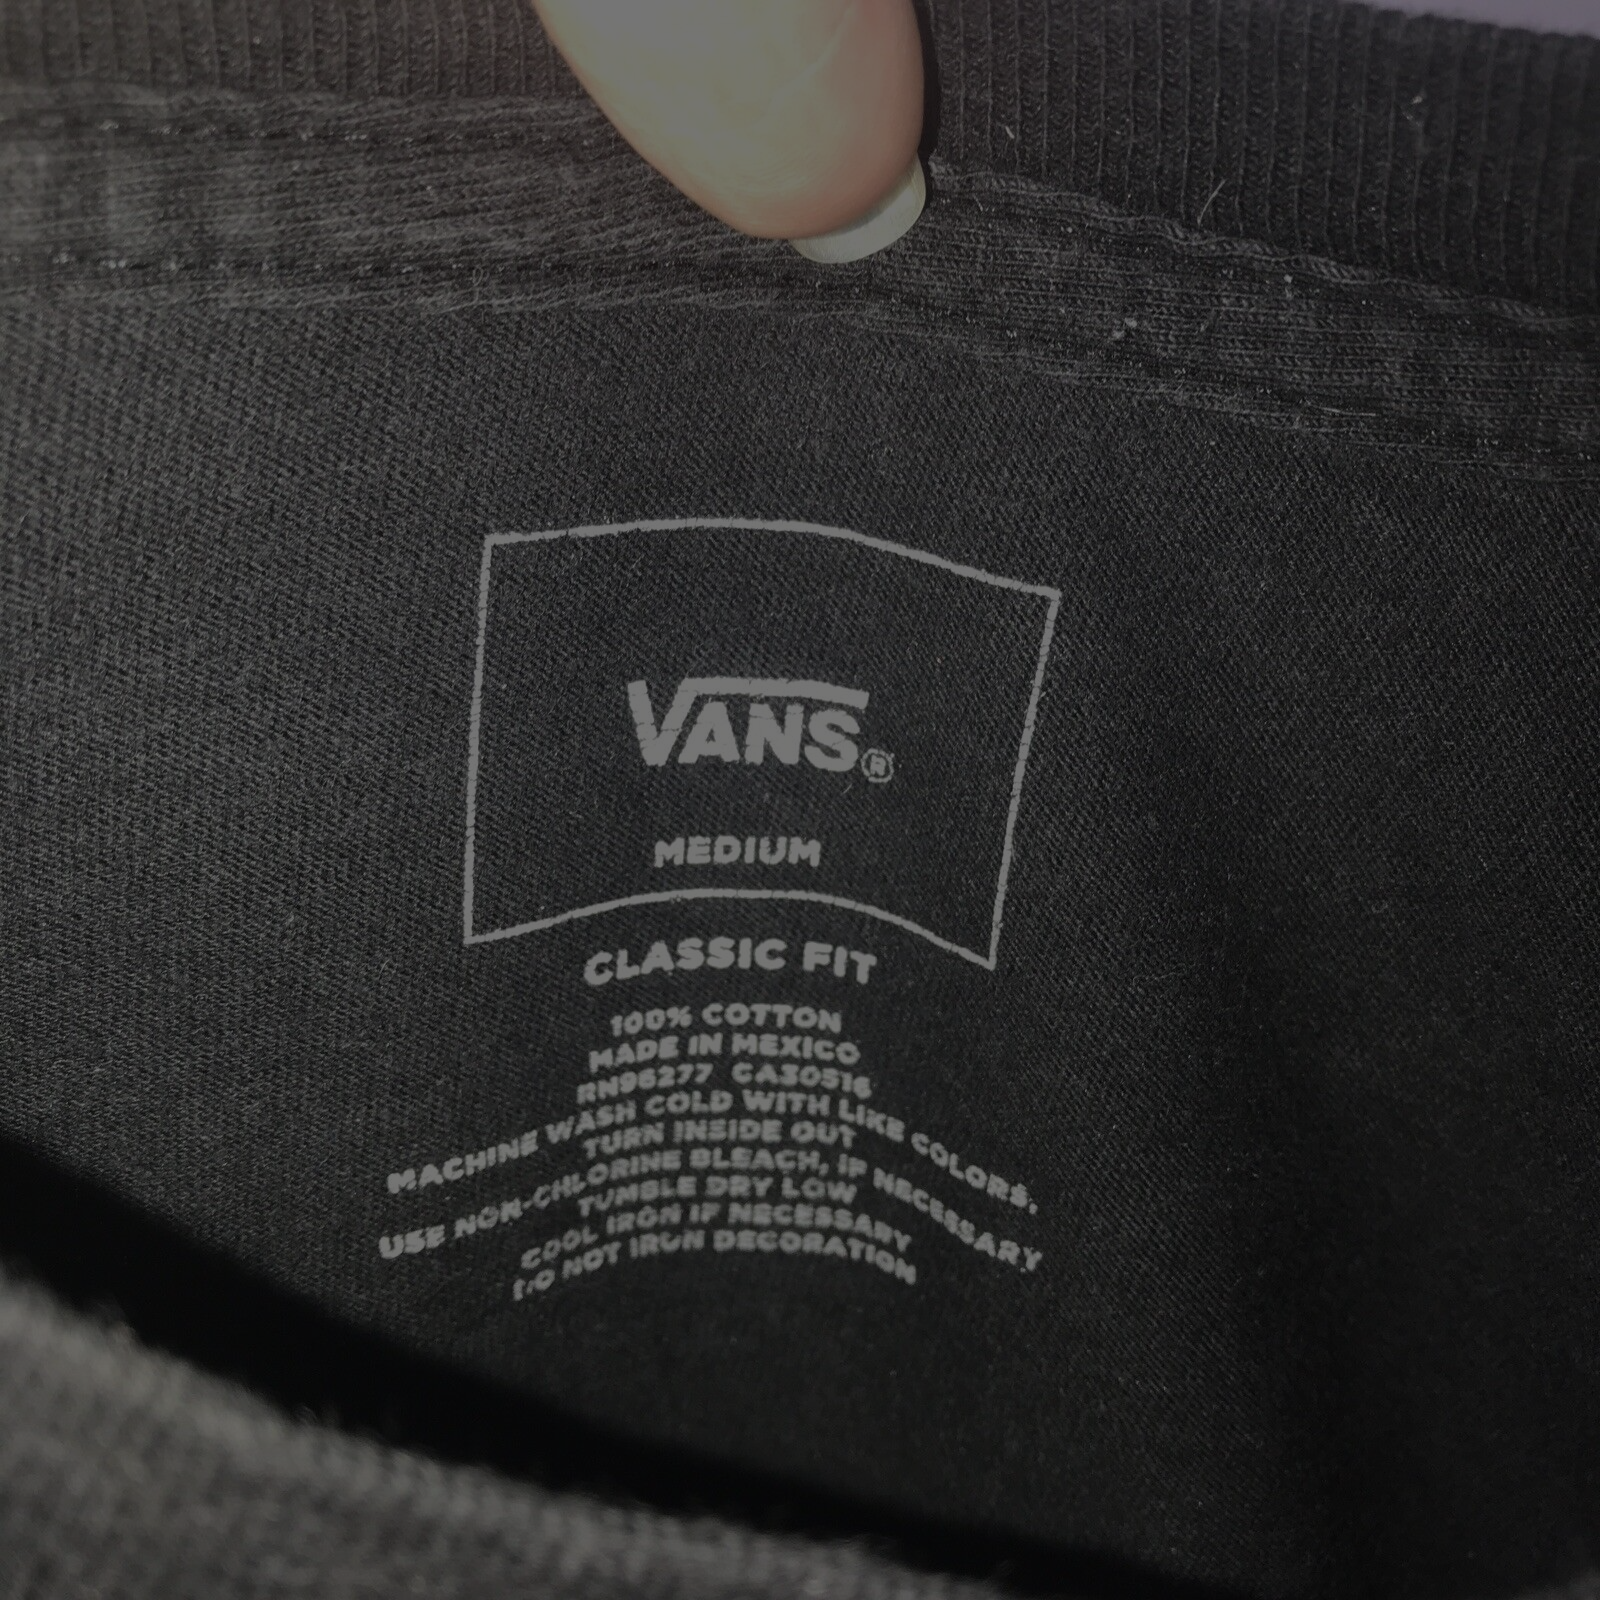 VANS®
MEDIUM
CLASSIC FIT
100% COTTON
MADE IN MEXICO
RN96277 CA30516
MACHINE WASH COLD WITH LIKE COLORS,
TURN INSIDE OUT
USE NON-CHLORINE BLEACH, IF NECESSARY
TUMBLE DRY LOW
COOL IRON IF NECESSARY
DO NOT IRON DECORATION